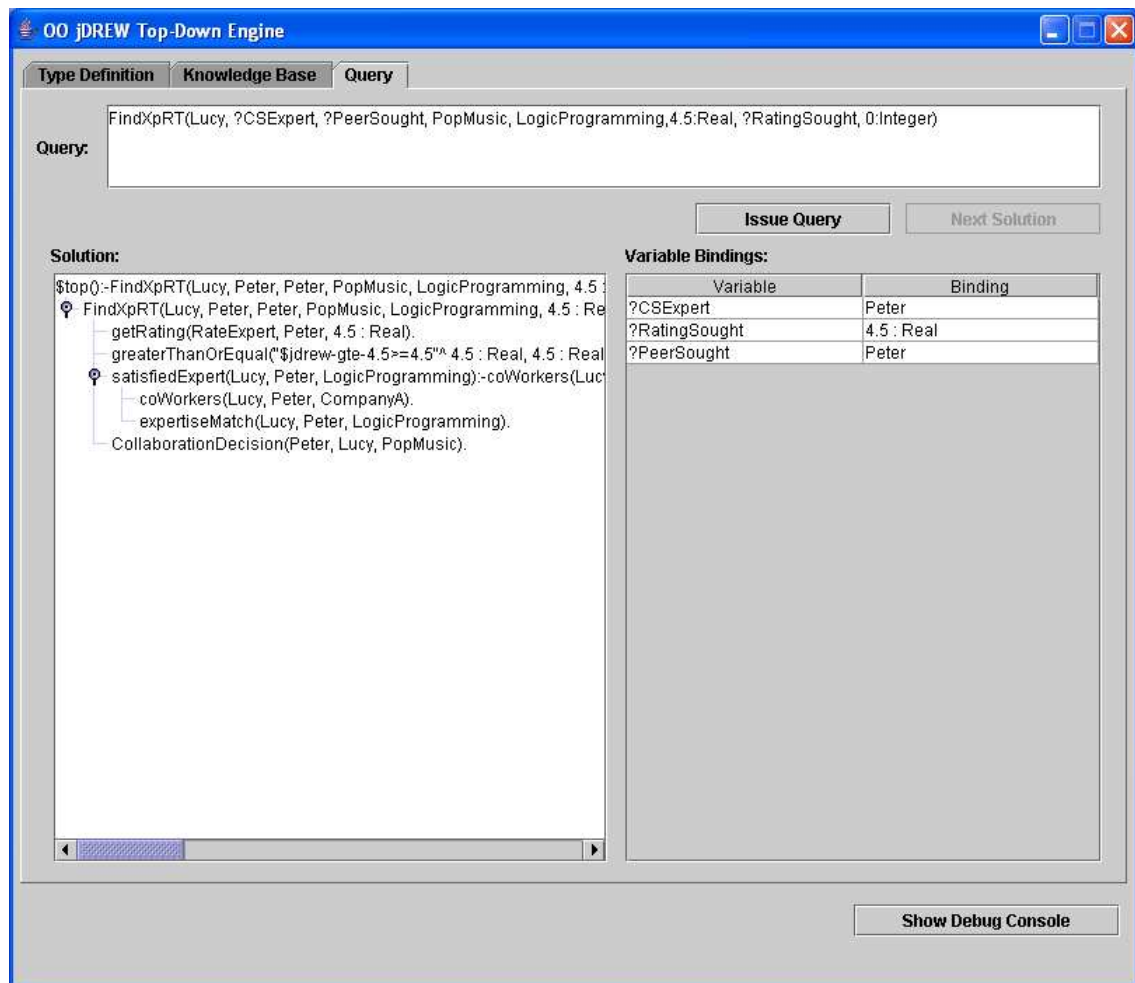 OO jDREW Top-Down Engine
Type Definition Knowledge Base Query
Query:
FindXpRT(Lucy, ?CSExpert, ?PeerSought, PopMusic, LogicProgramming,4.5:Real, ?RatingSought, 0:Integer)
Issue Query Next Solution
Solution:
$top():-FindXpRT(Lucy, Peter, Peter, PopMusic, LogicProgramming, 4.5 :
FindXpRT(Lucy, Peter, Peter, PopMusic, LogicProgramming, 4.5 : Re
getRating(RateExpert, Peter, 4.5 : Real).
greaterThanOrEqual("$jdrew-gte-4.5>=4.5"^ 4.5 : Real, 4.5 : Real
satisfiedExpert(Lucy, Peter, LogicProgramming):-coWorkers(Luc
coWorkers(Lucy, Peter, CompanyA).
expertiseMatch(Lucy, Peter, LogicProgramming).
CollaborationDecision(Peter, Lucy, PopMusic).
Variable Bindings:
Variable Binding
?CSExpert Peter
?RatingSought 4.5 : Real
?PeerSought Peter
Show Debug Console